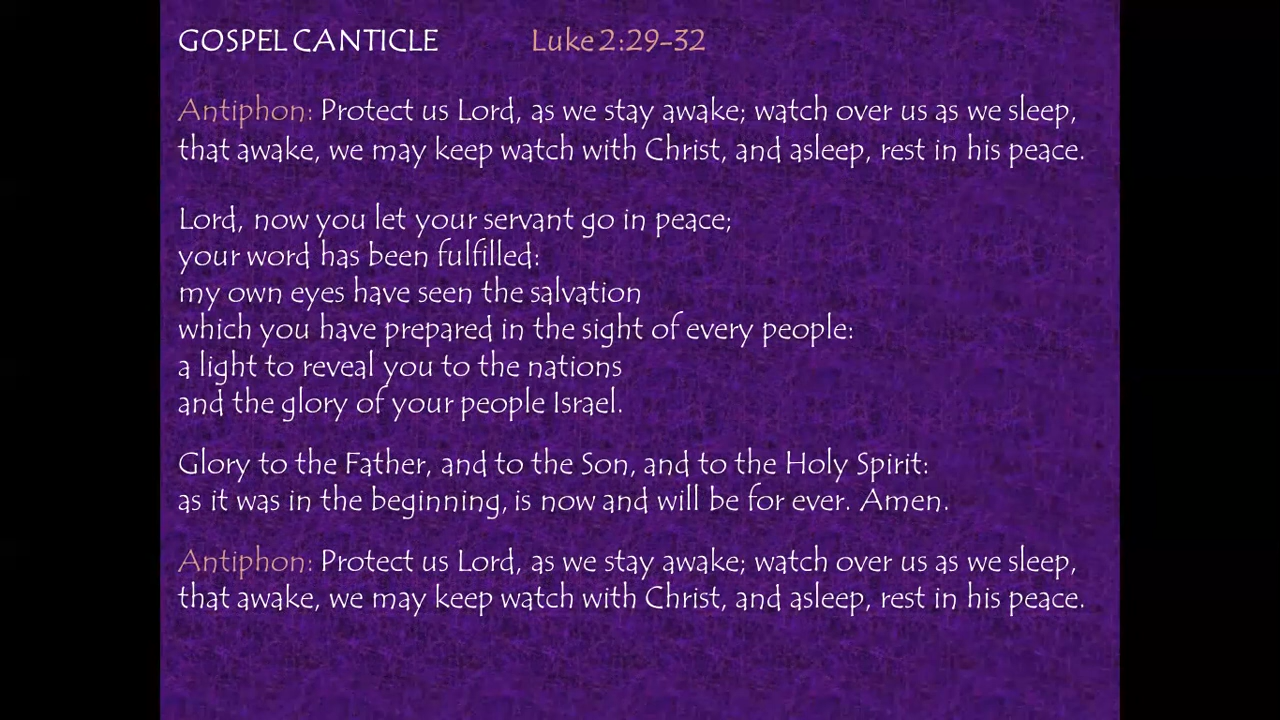 GOSPEL CANTICLE Luke 2:29-32
Antiphon: Protect us Lord, as we stay awake; watch over us as we sleep,
that awake, we may keep watch with Christ, and asleep, rest in his peace.
Lord, now you let your servant go in peace;
your word has been fulfilled:
my own eyes have seen the salvation
which you have prepared in the sight of every people:
a light to reveal you to the nations
and the glory of your people Israel.
Glory to the Father, and to the Son, and to the Holy Spirit:
as it was in the beginning, is now and will be for ever. Amen.
Antiphon: Protect us Lord, as we stay awake; watch over us as we sleep,
that awake, we may keep watch with Christ, and asleep, rest in his peace.